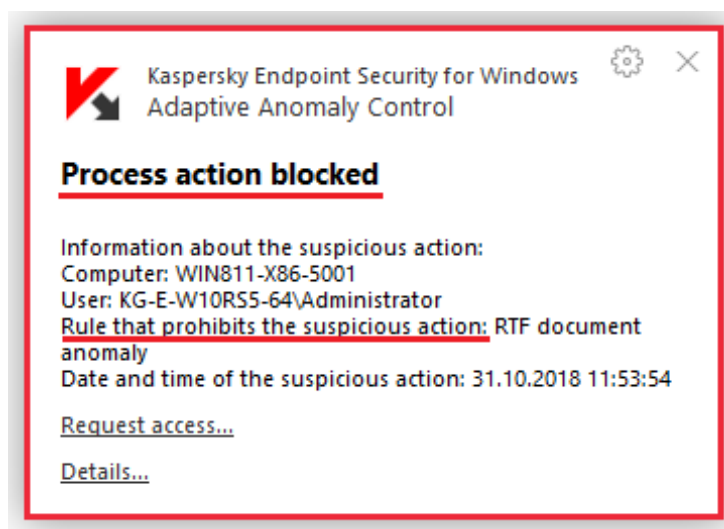 Kaspersky Endpoint Security for Windows
Adaptive Anomaly Control
Process action blocked
Information about the suspicious action:
Computer: WIN811-X86-5001
User: KG-E-W10RS5-64\Administrator
Rule that prohibits the suspicious action: RTF document
anomaly
Date and time of the suspicious action: 31.10.2018 11:53:54
Request access...
Details...